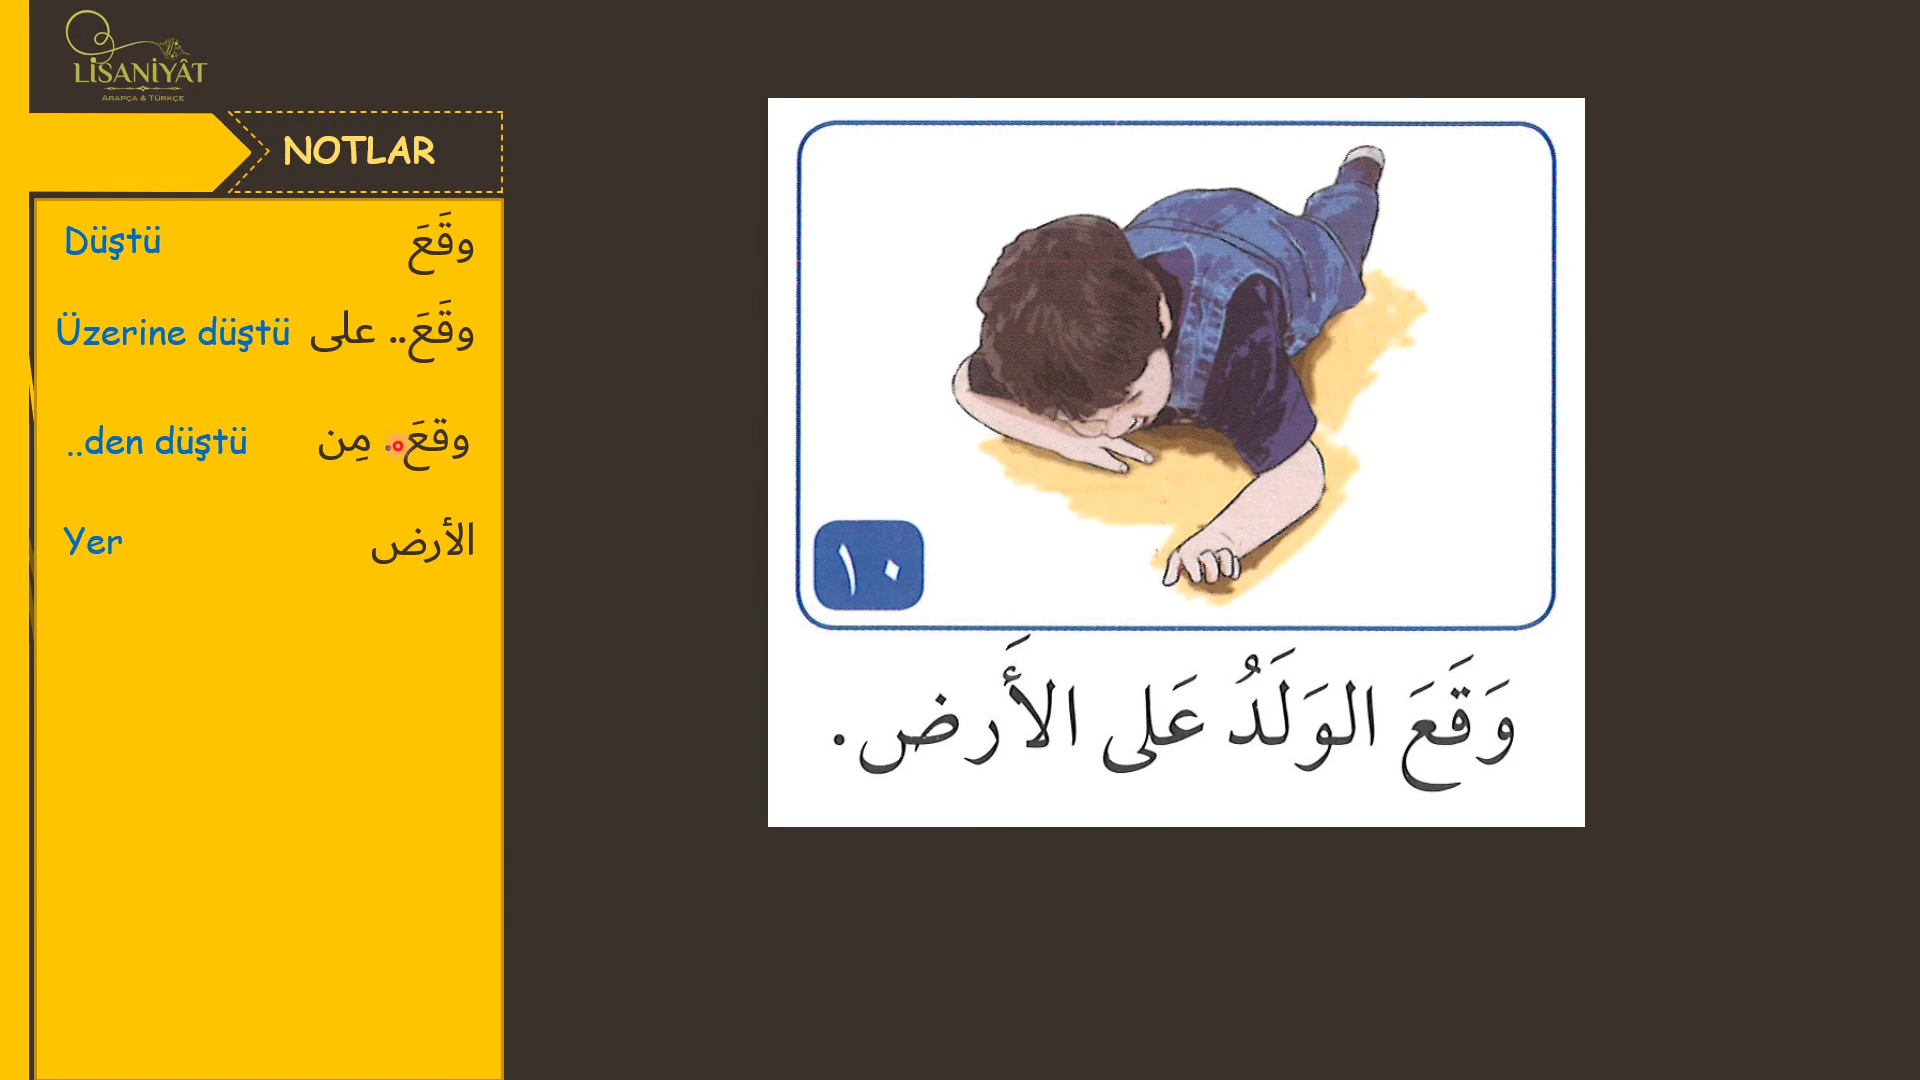 LİSANİYÂT
ARAPÇA & TÜRKÇE
NOTLAR
Düştü وقَعَ
Üzerine düştü وقَعَ.. على
..den düştü وقعَ.. مِن
Yer الأرض
١٠
وَقَعَ الوَلَدُ عَلى الأَرض.